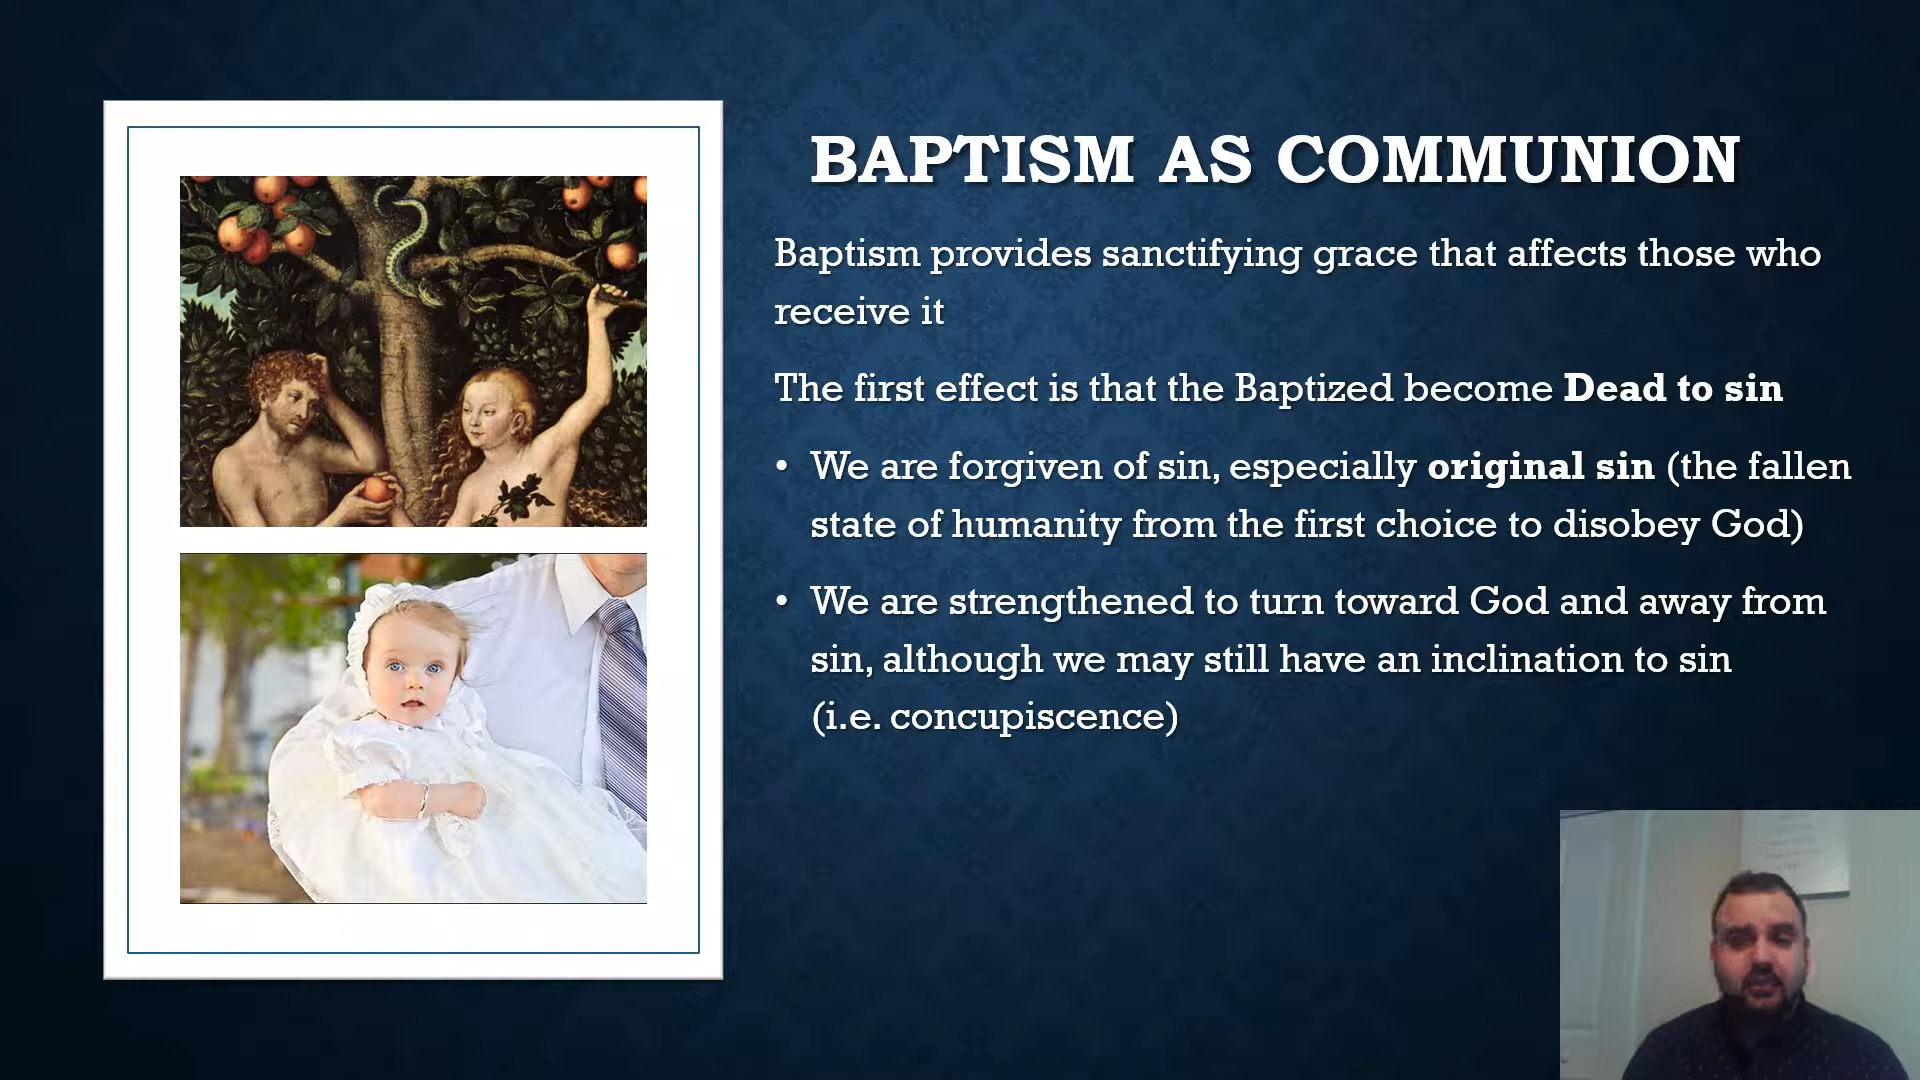 BAPTISM AS COMMUNION
Baptism provides sanctifying grace that affects those who
receive it
The first effect is that the Baptized become Dead to sin
• We are forgiven of sin, especially original sin (the fallen
state of humanity from the first choice to disobey God)
• We are strengthened to turn toward God and away from
sin, although we may still have an inclination to sin
(i.e. concupiscence)